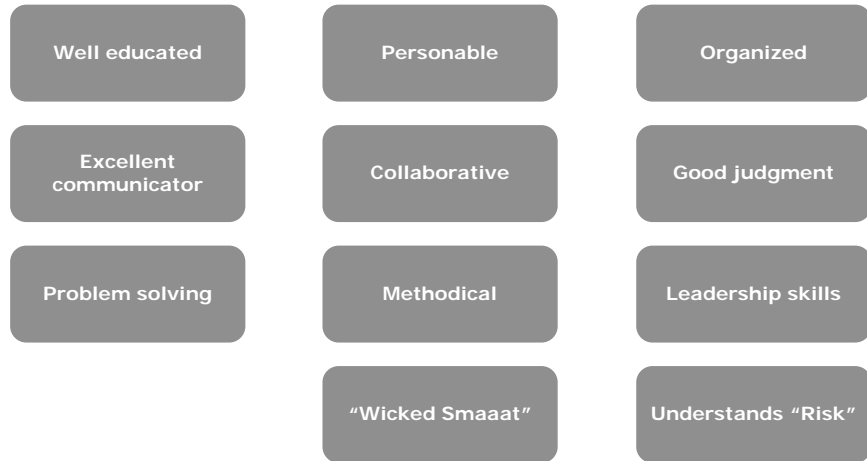 Well educated
Personable
Organized
Excellent
communicator
Collaborative
Good judgment
Problem solving
Methodical
Leadership skills
“Wicked Smaaat”
Understands “Risk”